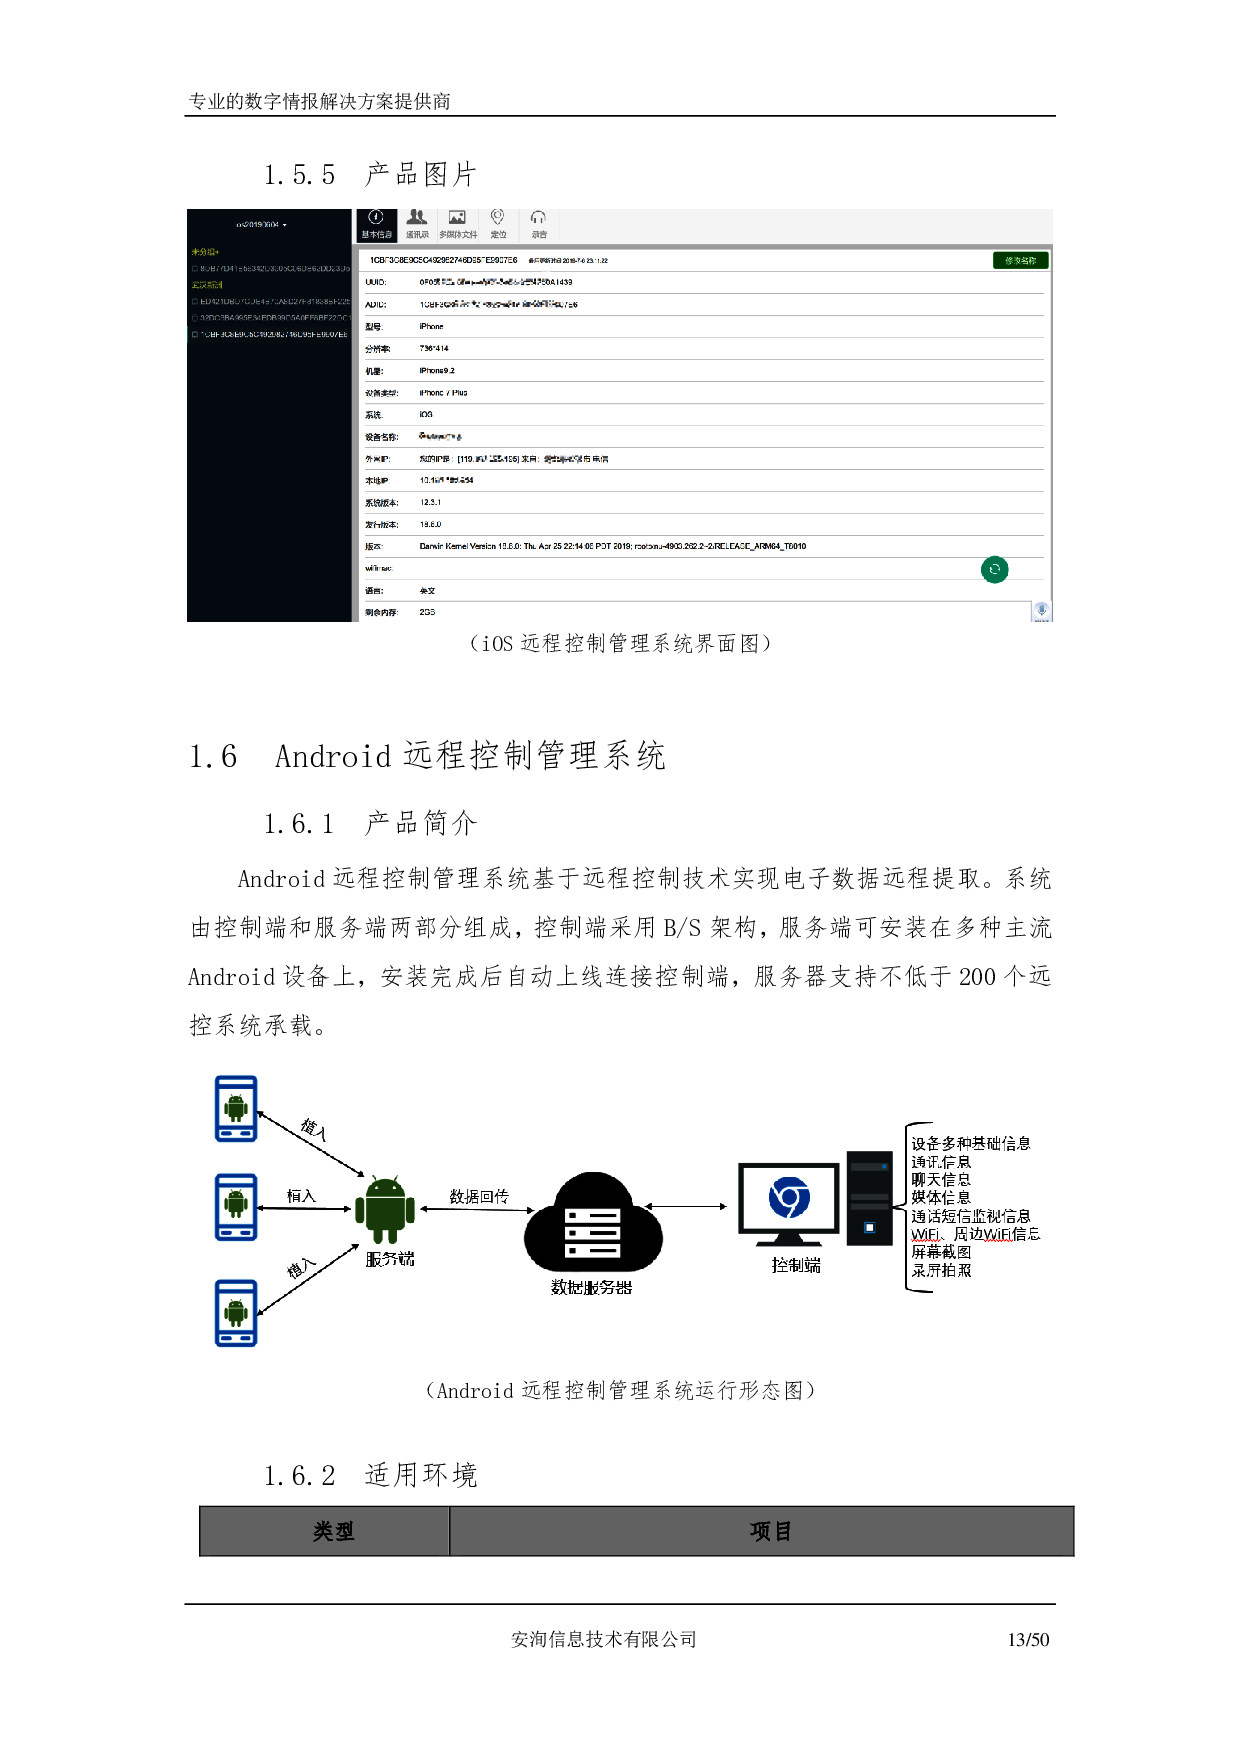 专业的数字情报解决方案提供商
1.5.5 产品图片
ios20190604
基本信息 通讯录 多媒体文件 定位 录音
未分组
1CBF3C8E9C5C492982746D95FE9907E6
修改名称
UUID:
ADID:
型号: iPhone
分辨率: 736*414
机器: iPhone9.2
设备类型: iPhone 7 Plus
系统: iOS
设备名称:
外网IP:
本地IP:
系统版本: 12.3.1
发行版本: 18.6.0
版本: Darwin Kernel Version 18.6.0: Thu Apr 25 22:14:06 PDT 2019; root:xnu-4903.262.2~2/RELEASE_ARM64_T8010
wifimac:
语言: 英文
剩余内存: 2GB
（iOS 远程控制管理系统界面图）
1.6 Android 远程控制管理系统
1.6.1 产品简介
Android 远程控制管理系统基于远程控制技术实现电子数据远程提取。系统
由控制端和服务端两部分组成，控制端采用 B/S 架构，服务端可安装在多种主流
Android 设备上，安装完成后自动上线连接控制端，服务器支持不低于 200 个远
控系统承载。
植入
植入
植入
服务端
数据回传
数据服务器
控制端
设备多种基础信息
通讯信息
聊天信息
媒体信息
通话短信监视信息
WiFi、周边WiFi信息
屏幕截图
录屏拍照
（Android 远程控制管理系统运行形态图）
1.6.2 适用环境
类型 项目
安洵信息技术有限公司 13/50